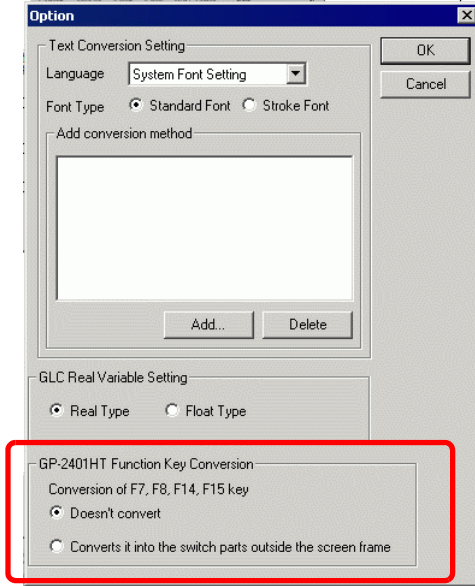 Option
Text Conversion Setting
OK
Language System Font Setting
Cancel
Font Type Standard Font Stroke Font
Add conversion method
Add... Delete
GLC Real Variable Setting
Real Type Float Type
GP-2401HT Function Key Conversion
Conversion of F7, F8, F14, F15 key
Doesn't convert
Converts it into the switch parts outside the screen frame